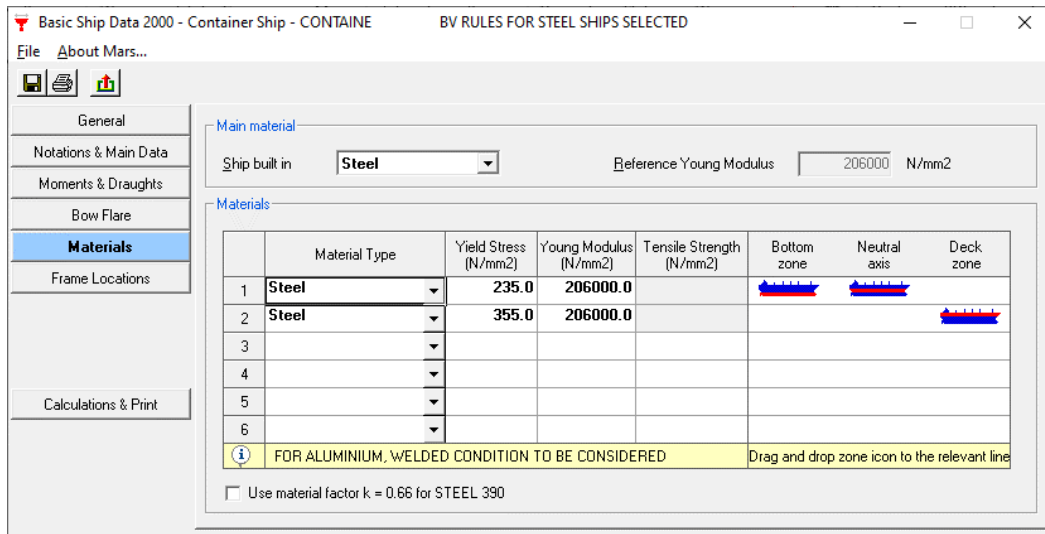 Basic Ship Data 2000 - Container Ship - CONTAINE BV RULES FOR STEEL SHIPS SELECTED
File About Mars...
General
Notations & Main Data
Moments & Draughts
Bow Flare
Materials
Frame Locations
Calculations & Print
Main material
Ship built in Steel Reference Young Modulus 206000 N/mm2
Materials
Material Type Yield Stress (N/mm2) Young Modulus (N/mm2) Tensile Strength (N/mm2) Bottom zone Neutral axis Deck zone
1 Steel 235.0 206000.0
2 Steel 355.0 206000.0
3
4
5
6
FOR ALUMINIUM, WELDED CONDITION TO BE CONSIDERED Drag and drop zone icon to the relevant line
Use material factor k = 0.66 for STEEL 390